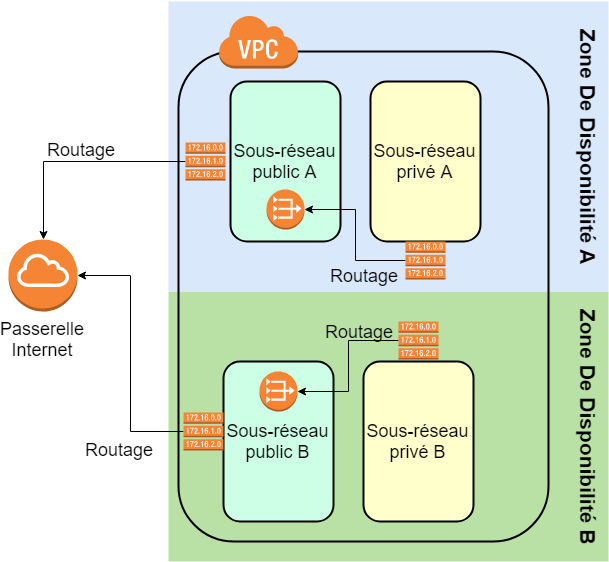 VPC
Zone De Disponibilité A
Sous-réseau
public A
Sous-réseau
privé A
Routage
172.16.0.0
172.16.1.0
172.16.2.0
172.16.0.0
172.16.1.0
172.16.2.0
Routage
Passerelle
Internet
Zone De Disponibilité B
Routage
172.16.0.0
172.16.1.0
172.16.2.0
172.16.0.0
172.16.1.0
172.16.2.0
Routage
Sous-réseau
public B
Sous-réseau
privé B